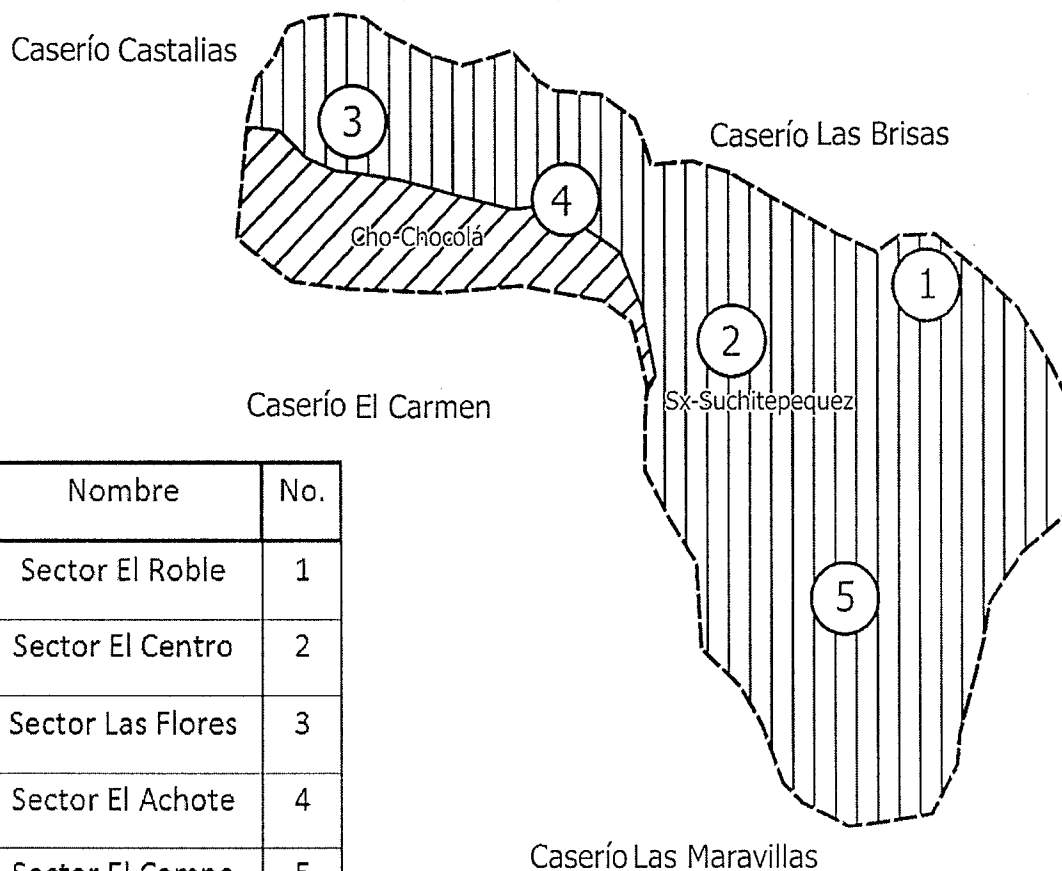 Caserío Castalias
3
Caserío Las Brisas
4
Cho-Chocolá
1
2
Caserío El Carmen
Sx-Suchitepequez
Nombre No.
Sector El Roble 1
5
Sector El Centro 2
Sector Las Flores 3
Sector El Achote 4
Sector El Campo 5
Caserío Las Maravillas